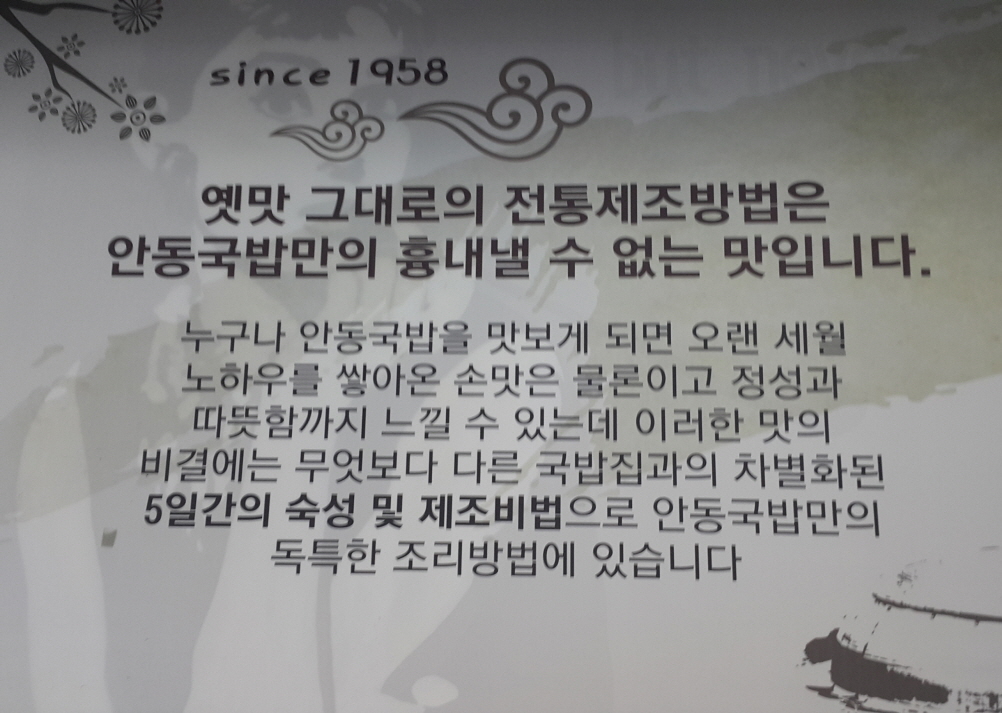 since 1958
옛맛 그대로의 전통제조방법은
안동국밥만의 흉내낼 수 없는 맛입니다.
누구나 안동국밥을 맛보게 되면 오랜 세월
노하우를 쌓아온 손맛은 물론이고 정성과
따뜻함까지 느낄 수 있는데 이러한 맛의
비결에는 무엇보다 다른 국밥집과의 차별화된
5일간의 숙성 및 제조비법으로 안동국밥만의
독특한 조리방법에 있습니다